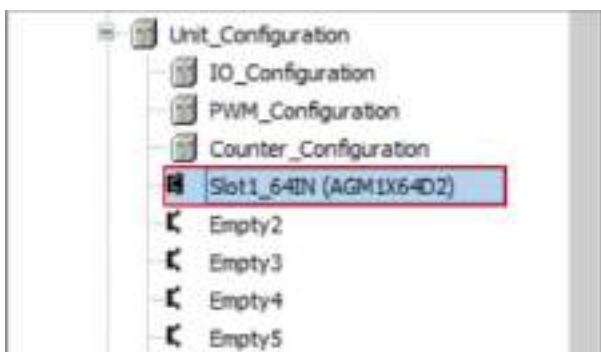 Unit_Configuration
IO_Configuration
PWM_Configuration
Counter_Configuration
Slot1_64IN (AGM1X64D2)
Empty2
Empty3
Empty4
Empty5